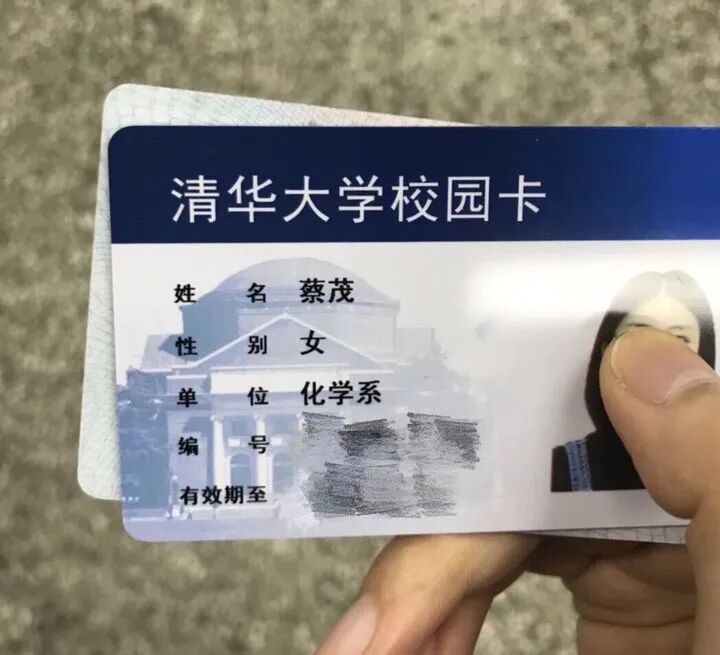 清华大学校园卡
姓 名 蔡茂
性 别 女
单 位 化学系
编 号
有效期至